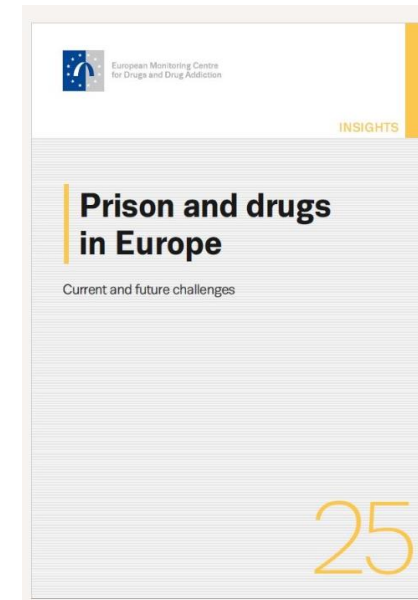 European Monitoring Centre
for Drugs and Drug Addiction
INSIGHTS
Prison and drugs
in Europe
Current and future challenges
25